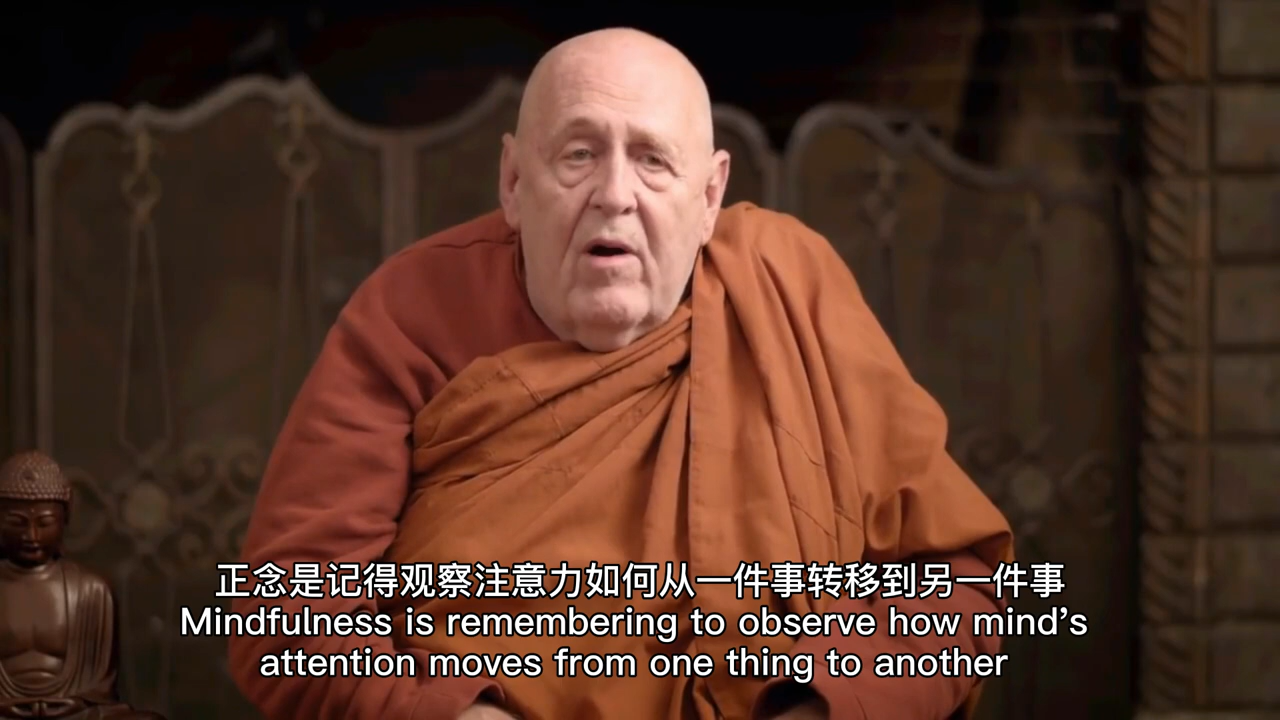 正念是记得观察注意力如何从一件事转移到另一件事
Mindfulness is remembering to observe how mind's
attention moves from one thing to another